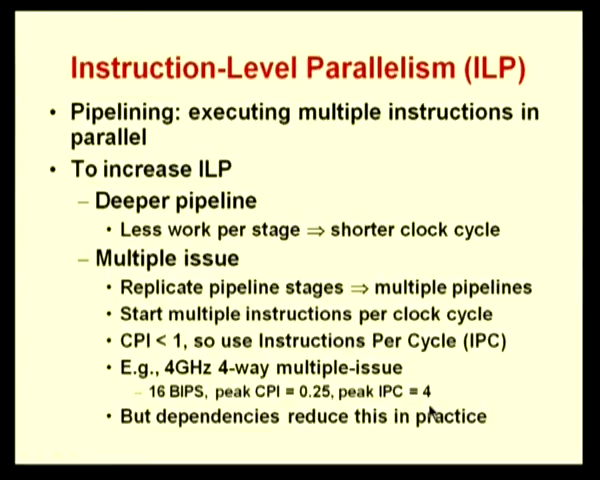 Instruction-Level Parallelism (ILP)
• Pipelining: executing multiple instructions in
parallel
• To increase ILP
– Deeper pipeline
• Less work per stage ⇒ shorter clock cycle
– Multiple issue
• Replicate pipeline stages ⇒ multiple pipelines
• Start multiple instructions per clock cycle
• CPI < 1, so use Instructions Per Cycle (IPC)
• E.g., 4GHz 4-way multiple-issue
– 16 BIPS, peak CPI = 0.25, peak IPC = 4
• But dependencies reduce this in practice